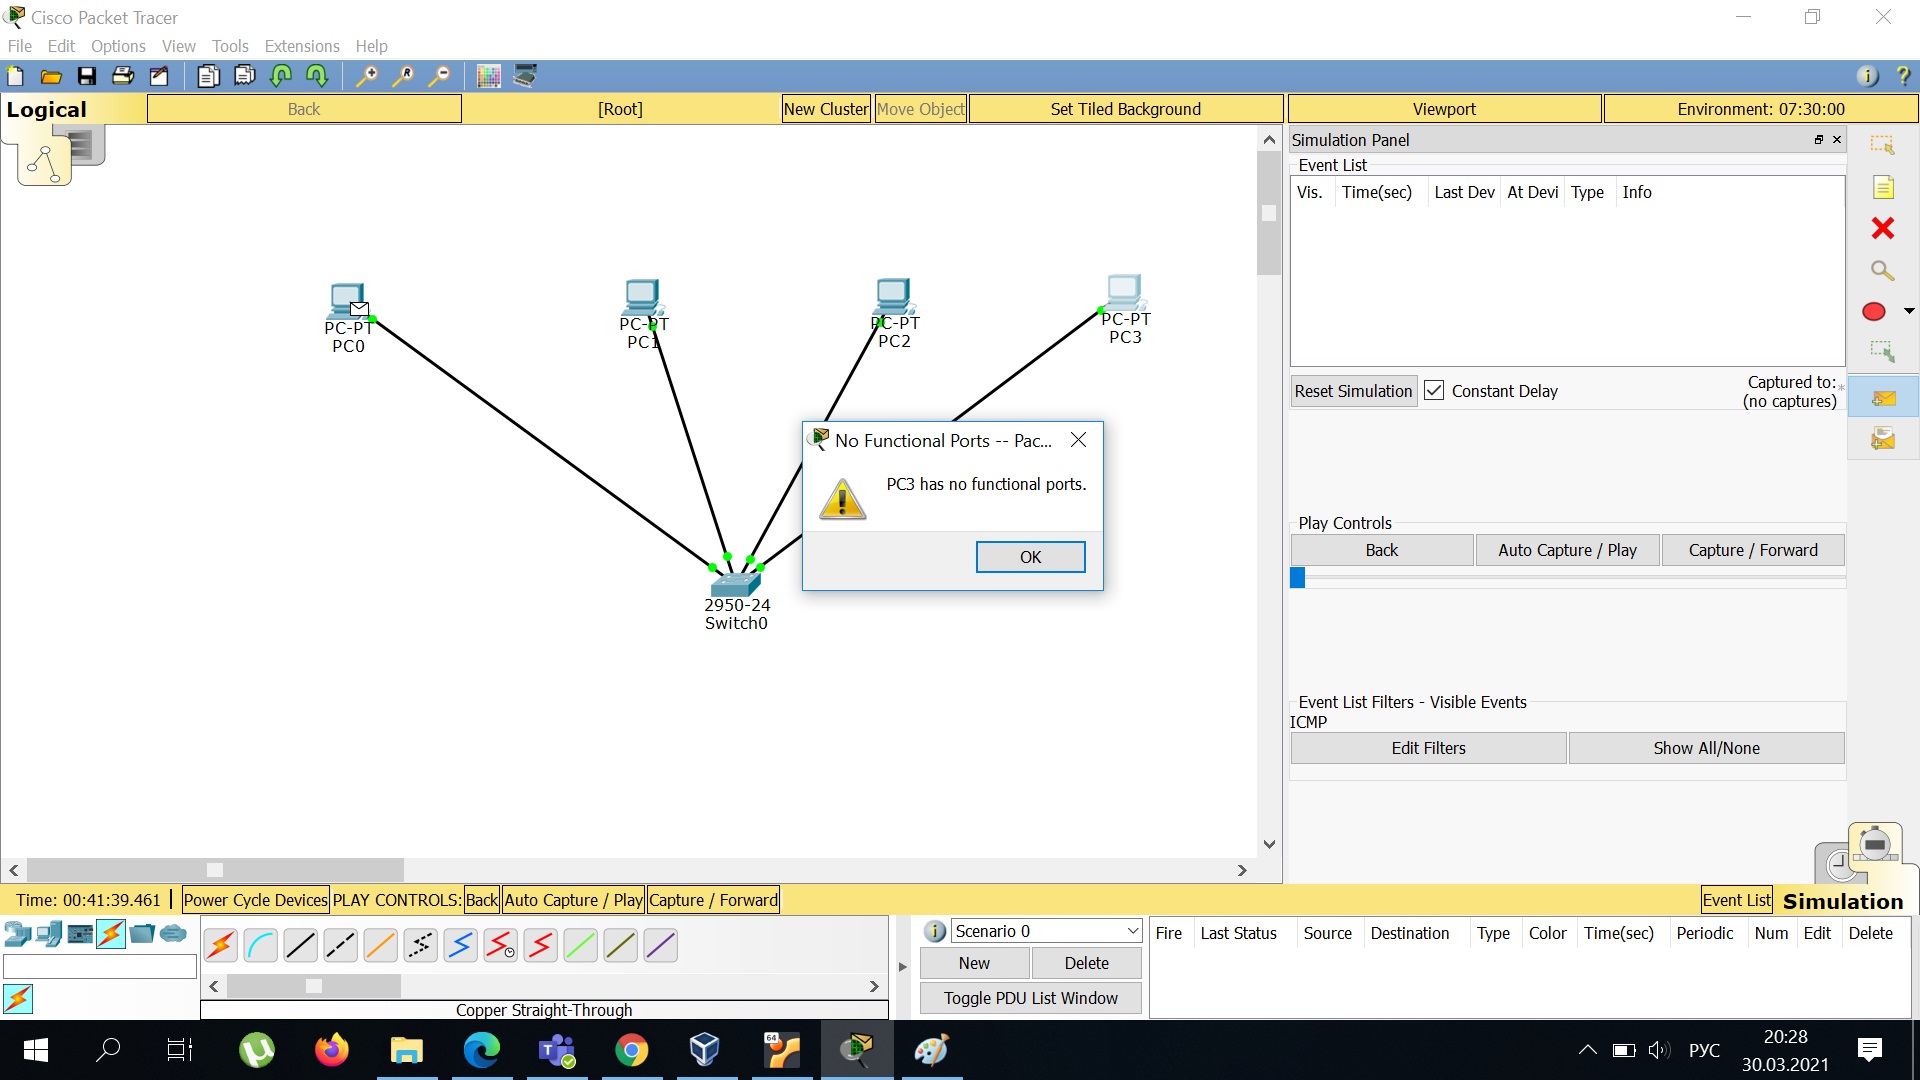 Cisco Packet Tracer
File Edit Options View Tools Extensions Help
Logical
Back
[Root]
New Cluster
Move Object
Set Tiled Background
Viewport
Environment: 07:30:00
Simulation Panel
Event List
Vis. Time(sec) Last Dev At Devi Type Info
PC-PT
PC0
PC-PT
PC1
PC-PT
PC2
PC-PT
PC3
Reset Simulation
Constant Delay
Captured to:
(no captures)
*
No Functional Ports -- Pac...
PC3 has no functional ports.
OK
Play Controls
Back
Auto Capture / Play
Capture / Forward
2950-24
Switch0
Event List Filters - Visible Events
ICMP
Edit Filters
Show All/None
Time: 00:41:39.461
Power Cycle Devices
PLAY CONTROLS:
Back
Auto Capture / Play
Capture / Forward
Event List
Simulation
Scenario 0
New
Delete
Toggle PDU List Window
Fire Last Status Source Destination Type Color Time(sec) Periodic Num Edit Delete
Copper Straight-Through
64
РУС
20:28
30.03.2021